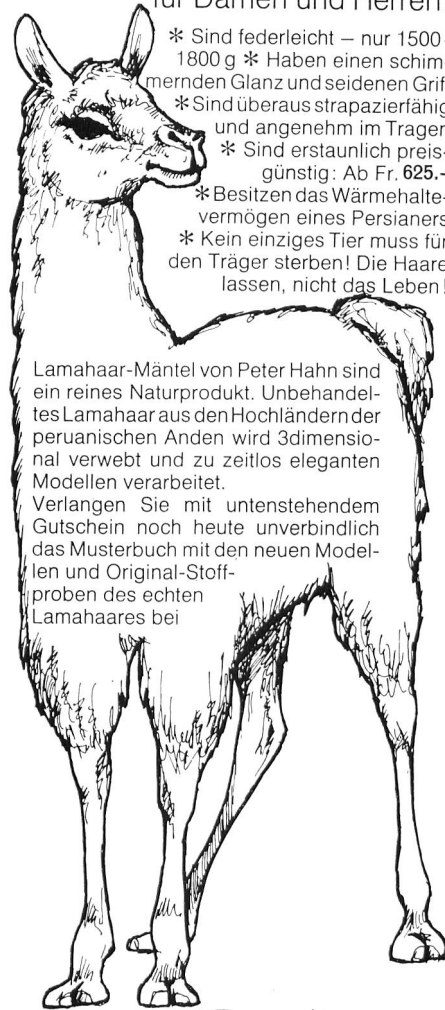 für Damen und Herren
* Sind federleicht – nur 1500-
1800 g * Haben einen schim-
mernden Glanz und seidenen Grif
* Sind überaus strapazierfähig
und angenehm im Tragen
* Sind erstaunlich preis-
günstig: Ab Fr. 625.-
* Besitzen das Wärmehalte-
vermögen eines Persianers
* Kein einziges Tier muss für
den Träger sterben! Die Haare
lassen, nicht das Leben!
Lamahaar-Mäntel von Peter Hahn sind
ein reines Naturprodukt. Unbehandel-
tes Lamahaar aus den Hochländern der
peruanischen Anden wird 3dimensio-
nal verwebt und zu zeitlos eleganten
Modellen verarbeitet.
Verlangen Sie mit untenstehendem
Gutschein noch heute unverbindlich
das Musterbuch mit den neuen Model-
len und Original-Stoff-
proben des echten
Lamahaares bei